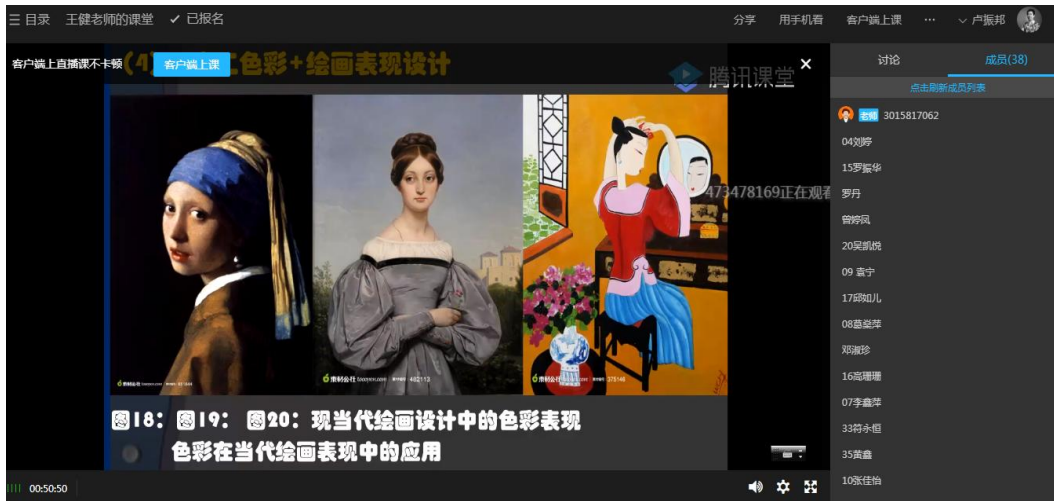 目录 王健老师的课堂 ✓ 已报名
分享 用手机看 客户端上课 ··· 卢振邦
客户端上直播课不卡顿 客户端上课
(4) 色彩+绘画表现设计
腾讯课堂
473478169正在观看
图18: 图19: 图20: 现当代绘画设计中的色彩表现
色彩在当代绘画表现中的应用
00:50:50
讨论 成员(38)
点击刷新成员列表
老师 3015817062
04刘婷
15罗振华
罗丹
曾婷凤
20吴凯悦
09 袁宁
17邱如儿
邓淑珍
16高珊珊
07李鑫萍
33符永恒
35黄鑫
10张佳怡